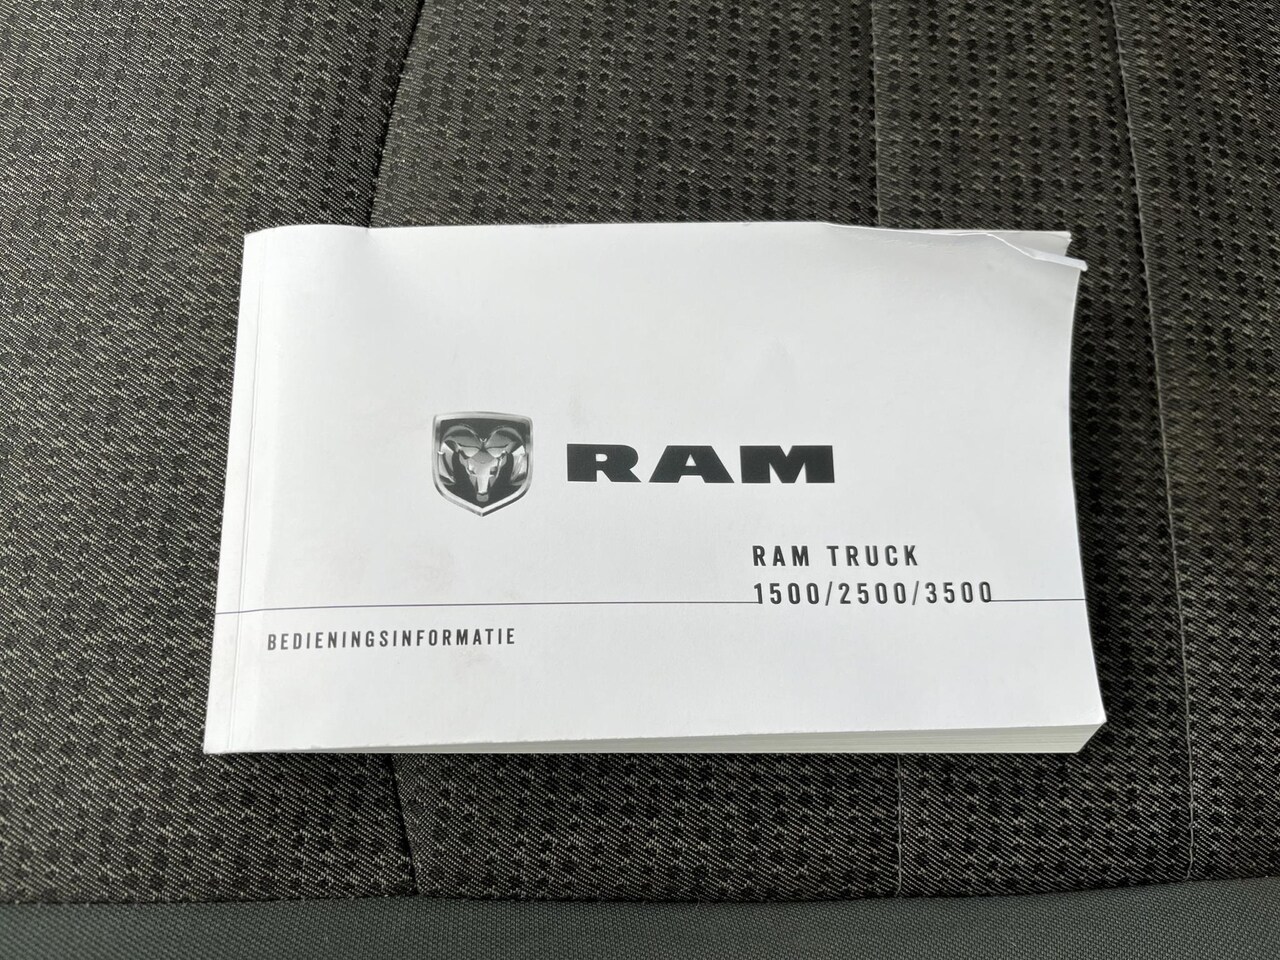 RAM
RAM TRUCK
1500/2500/3500
BEDIENINGSINFORMATIE